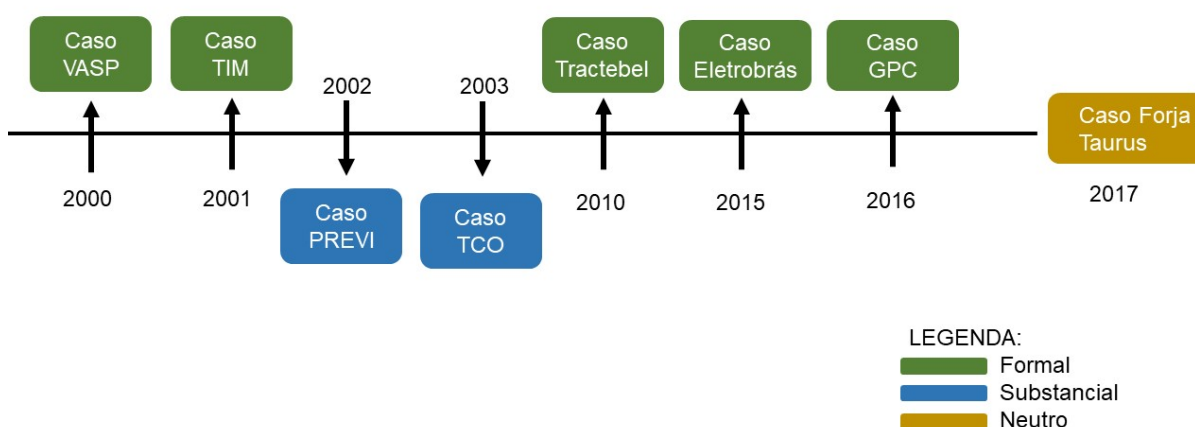 Caso
VASP
Caso
TIM
Caso
Tractebel
Caso
Eletrobrás
Caso
GPC
2002
2003
Caso Forja
Taurus
2000
2001
2010
2015
2016
2017
Caso
PREVI
Caso
TCO
LEGENDA:
Formal
Substancial
Neutro